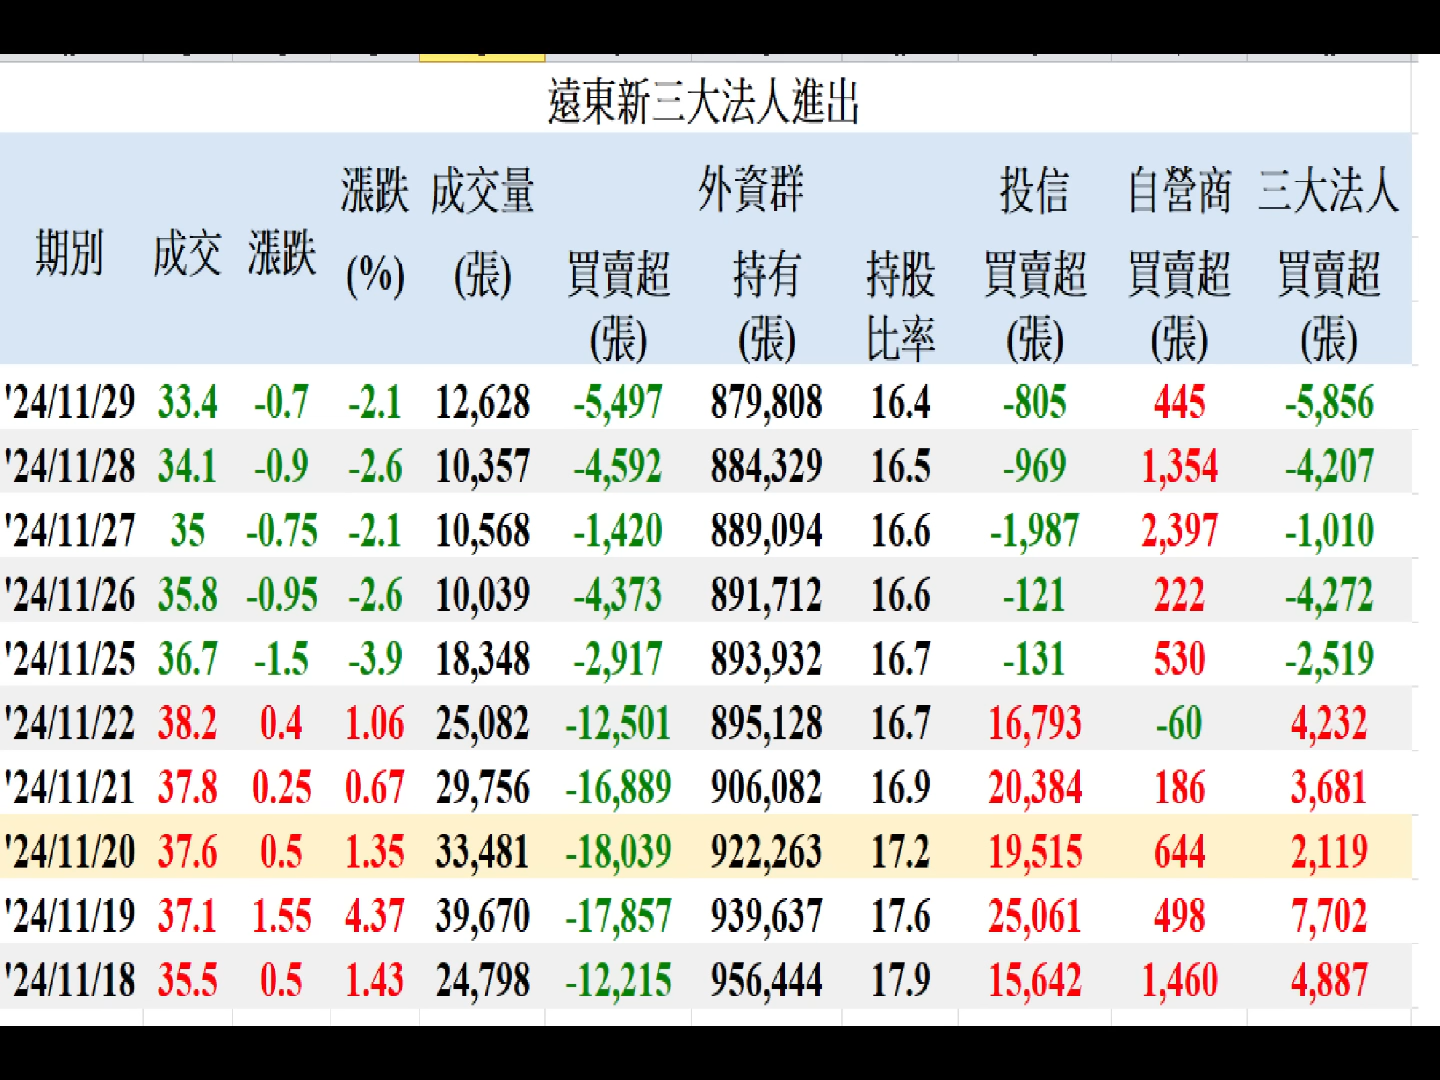 遠東新三大法人進出
期別 成交 漲跌 漲跌 (%) 成交量 (張) 外資群 買賣超 (張) 持有 (張) 持股 比率 投信 買賣超 (張) 自營商 買賣超 (張) 三大法人 買賣超 (張)
'24/11/29 33.4 -0.7 -2.1 12,628 -5,497 879,808 16.4 -805 445 -5,856
'24/11/28 34.1 -0.9 -2.6 10,357 -4,592 884,329 16.5 -969 1,354 -4,207
'24/11/27 35 -0.75 -2.1 10,568 -1,420 889,094 16.6 -1,987 2,397 -1,010
'24/11/26 35.8 -0.95 -2.6 10,039 -4,373 891,712 16.6 -121 222 -4,272
'24/11/25 36.7 -1.5 -3.9 18,348 -2,917 893,932 16.7 -131 530 -2,519
'24/11/22 38.2 0.4 1.06 25,082 -12,501 895,128 16.7 16,793 -60 4,232
'24/11/21 37.8 0.25 0.67 29,756 -16,889 906,082 16.9 20,384 186 3,681
'24/11/20 37.6 0.5 1.35 33,481 -18,039 922,263 17.2 19,515 644 2,119
'24/11/19 37.1 1.55 4.37 39,670 -17,857 939,637 17.6 25,061 498 7,702
'24/11/18 35.5 0.5 1.43 24,798 -12,215 956,444 17.9 15,642 1,460 4,887